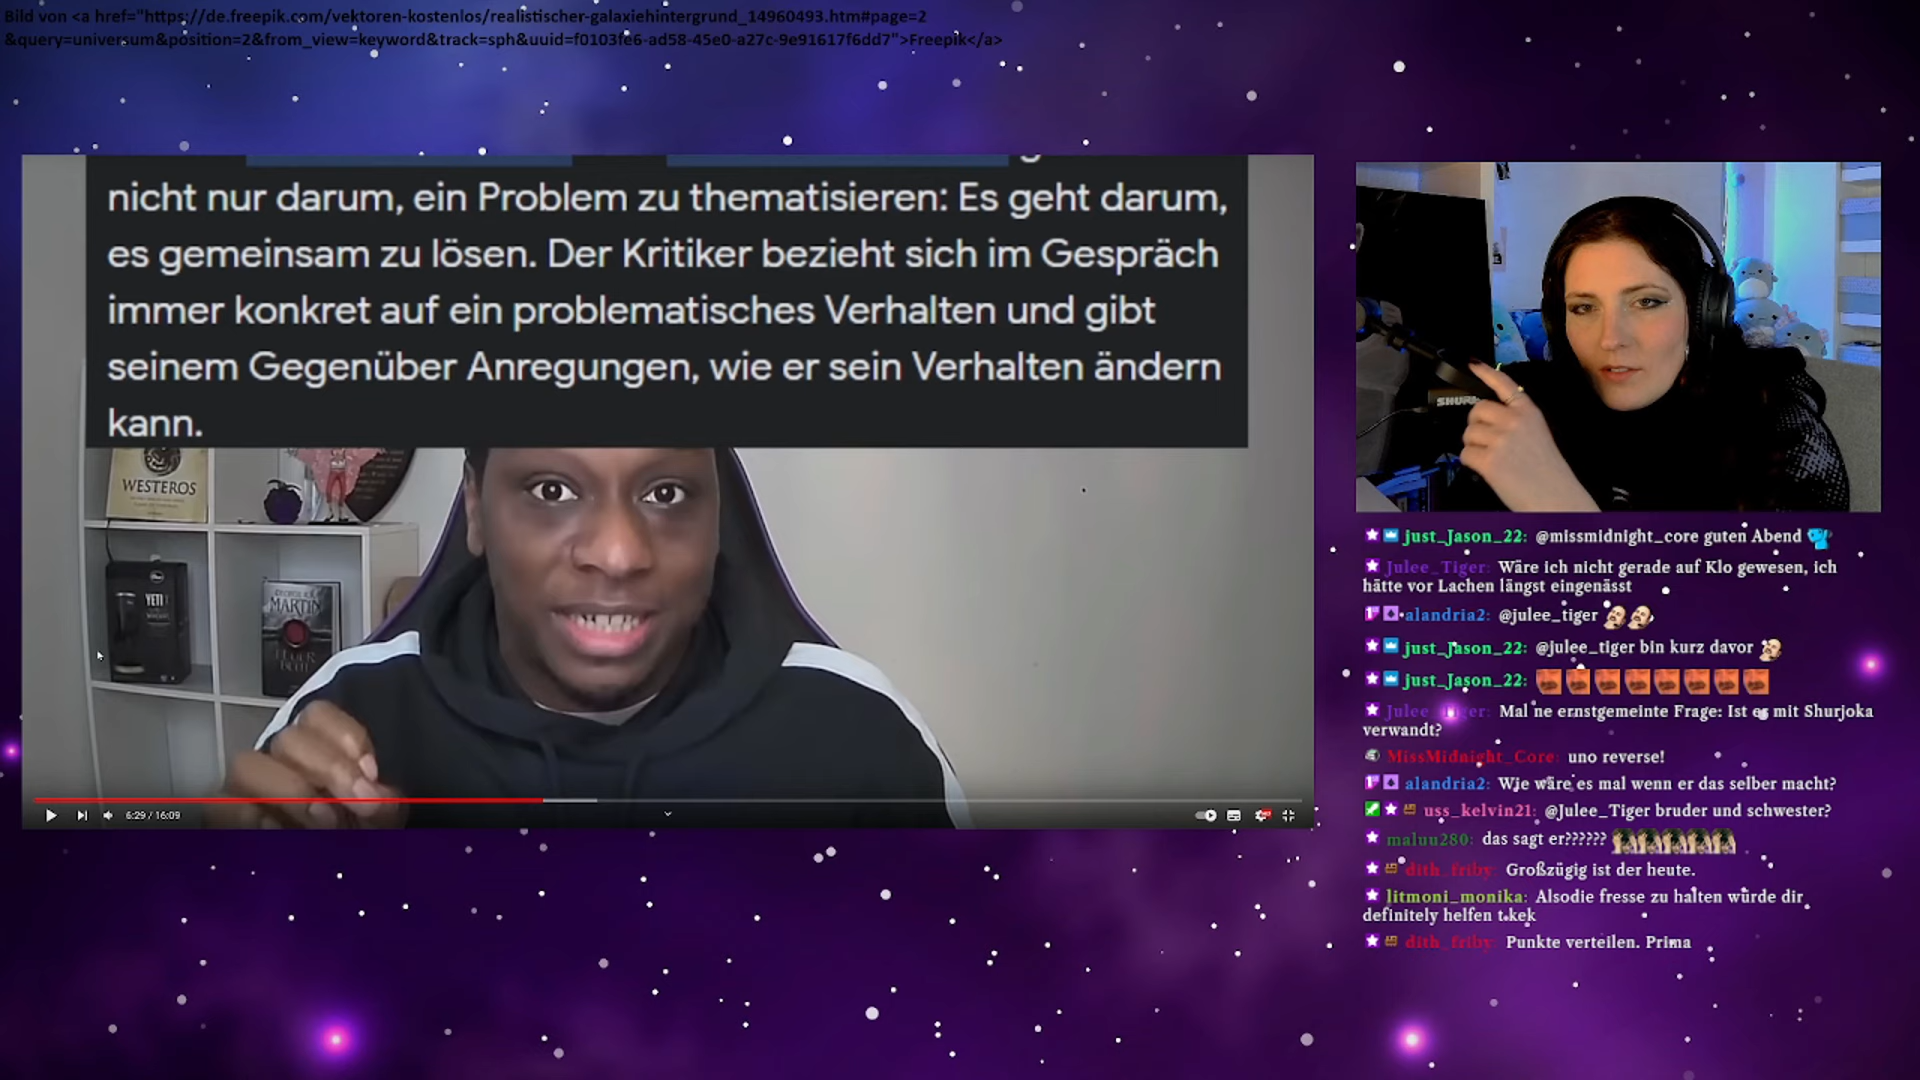 Bild von <a href="https://de.freepik.com/vektoren-kostenlos/realistischer-galaxiehintergrund_14960493.htm#page=2
&query=universum&position=2&from_view=keyword&track=sph&uuid=f0103fe6-ad58-45e0-a27c-9e91617f6dd7">Freepik</a>
nicht nur darum, ein Problem zu thematisieren: Es geht darum,
es gemeinsam zu lösen. Der Kritiker bezieht sich im Gespräch
immer konkret auf ein problematisches Verhalten und gibt
seinem Gegenüber Anregungen, wie er sein Verhalten ändern
kann.
WESTEROS
YETI
MARTIN
6:29 / 16:09
SHURE
just_Jason_22: @missmidnight_core guten Abend
Julee_Tiger: Wäre ich nicht gerade auf Klo gewesen, ich
hätte vor Lachen längst eingenässt
alandria2: @julee_tiger
just_Jason_22: @julee_tiger bin kurz davor
just_Jason_22:
Julee_Tiger: Mal ne ernstgemeinte Frage: Ist es mit Shurjoka
verwandt?
MissMidnight_Core: uno reverse!
alandria2: Wie wäre es mal wenn er das selber macht?
uss_kelvin21: @Julee_Tiger bruder und schwester?
maluu280: das sagt er??????
dith_friby: Großzügig ist der heute.
litmoni_monika: Alsodie fresse zu halten würde dir
definitely helfen tkek
dith_friby: Punkte verteilen. Prima